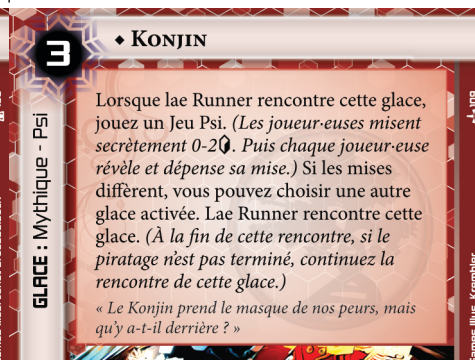 3
◆ Konjin
GLACE : Mythique - Psi
Lorsque lae Runner rencontre cette glace,
jouez un Jeu Psi. (Les joueur·euses misent
secrètement 0-2. Puis chaque joueur·euse
révèle et dépense sa mise.) Si les mises
diffèrent, vous pouvez choisir une autre
glace activée. Lae Runner rencontre cette
glace. (À la fin de cette rencontre, si le
piratage n'est pas terminé, continuez la
rencontre de cette glace.)
« Le Konjin prend le masque de nos peurs, mais
qu'y a-t-il derrière ? »